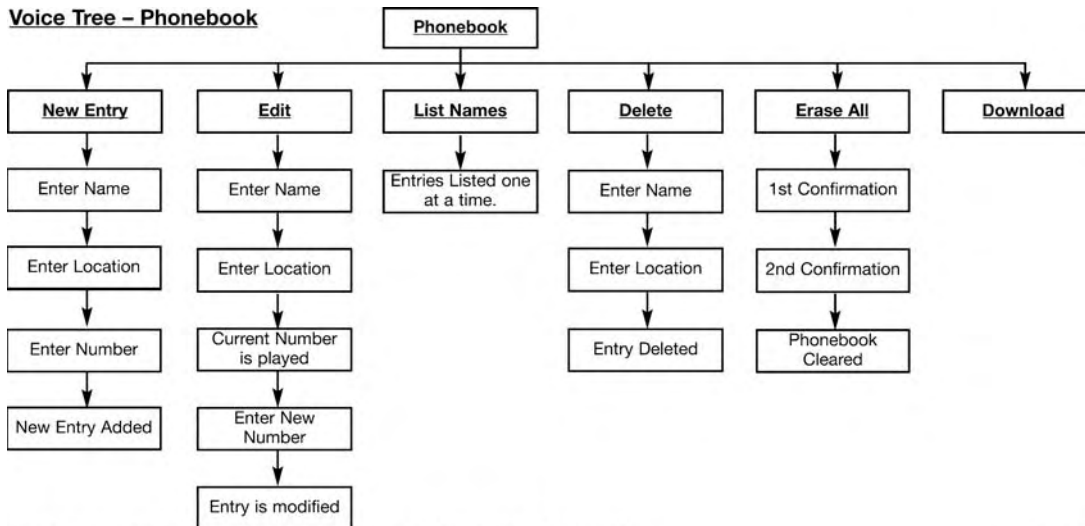 Voice Tree – Phonebook
Phonebook
New Entry
Edit
List Names
Delete
Erase All
Download
Enter Name
Enter Name
Entries Listed one
at a time.
Enter Name
1st Confirmation
Enter Location
Enter Location
Enter Location
2nd Confirmation
Enter Number
Current Number
is played
Entry Deleted
Phonebook
Cleared
New Entry Added
Enter New
Number
Entry is modified